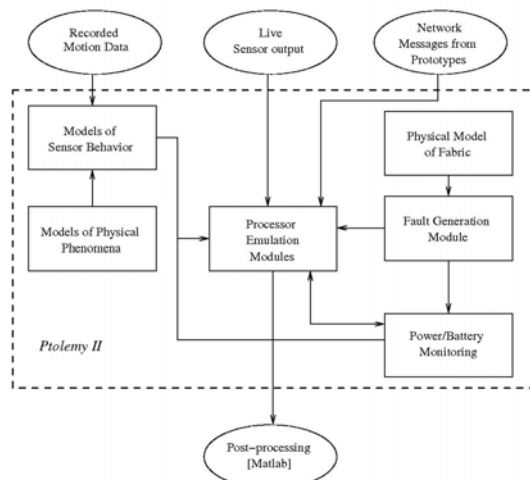 Recorded
Motion Data
Live
Sensor output
Network
Messages from
Prototypes
Models of
Sensor Behavior
Physical Model
of Fabric
Models of Physical
Phenomena
Processor
Emulation
Modules
Fault Generation
Module
Ptolemy II
Power/Battery
Monitoring
Post-processing
[Matlab]